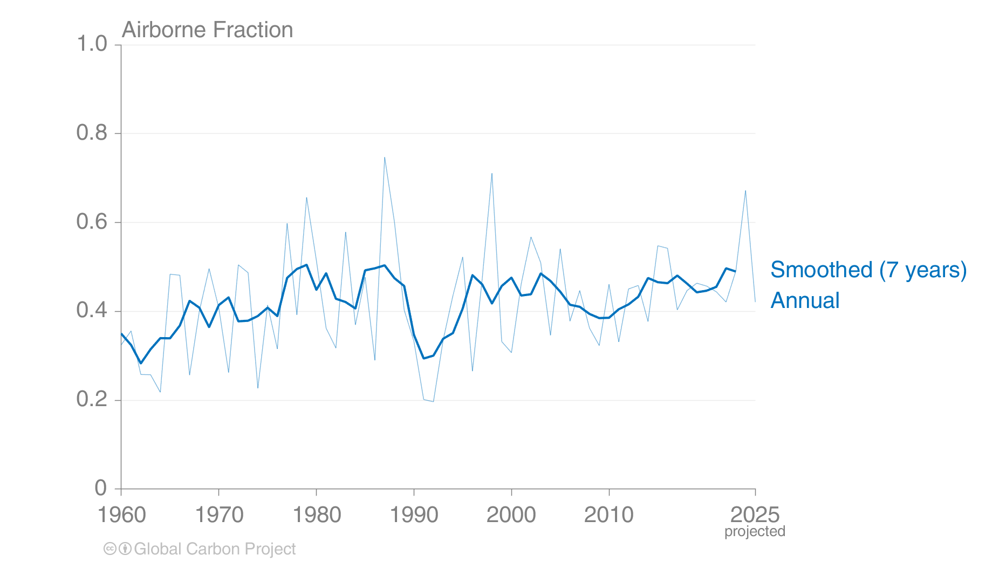 Airborne Fraction
1.0
0.8
0.6
0.4
0.2
0
Smoothed (7 years)
Annual
1960 1970 1980 1990 2000 2010 2025
projected
cc Global Carbon Project